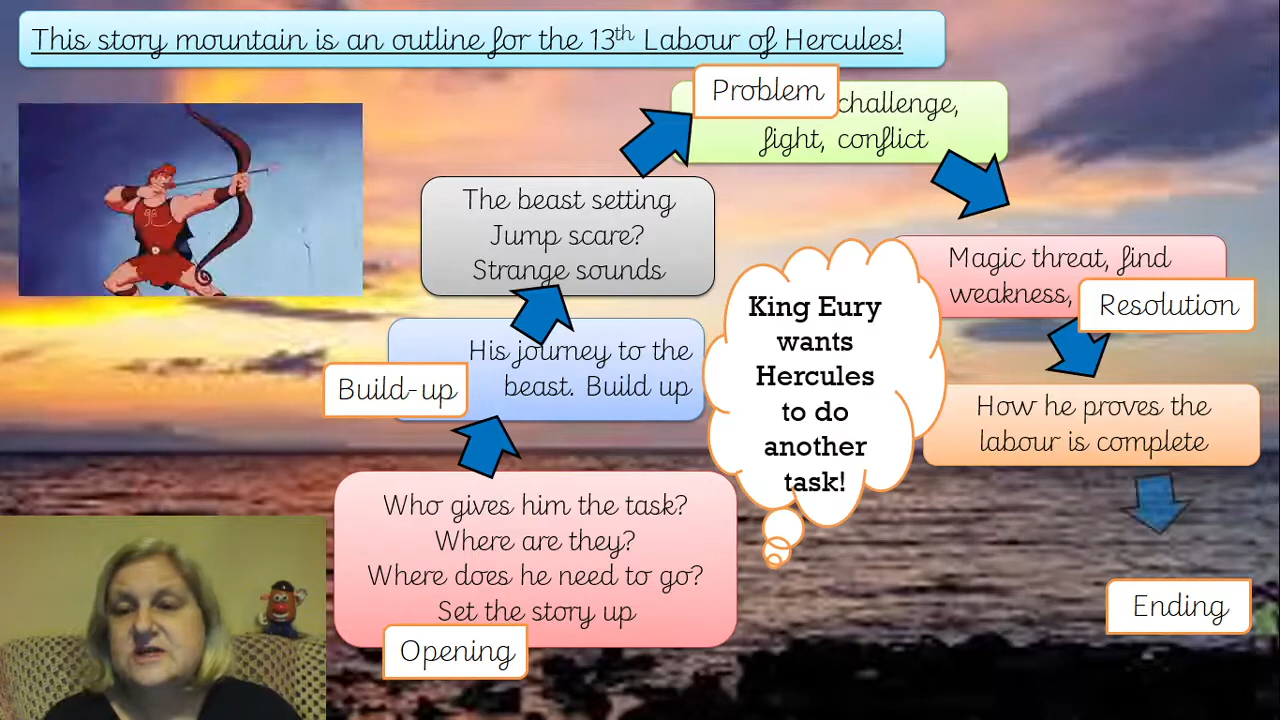 This story mountain is an outline for the 13th Labour of Hercules!
Problem
challenge,
fight, conflict
The beast setting
Jump scare?
Strange sounds
His journey to the
beast. Build up
Build-up
Who gives him the task?
Where are they?
Where does he need to go?
Set the story up
Opening
King Eury
wants
Hercules
to do
another
task!
Magic threat, find
weakness,
Resolution
How he proves the
labour is complete
Ending